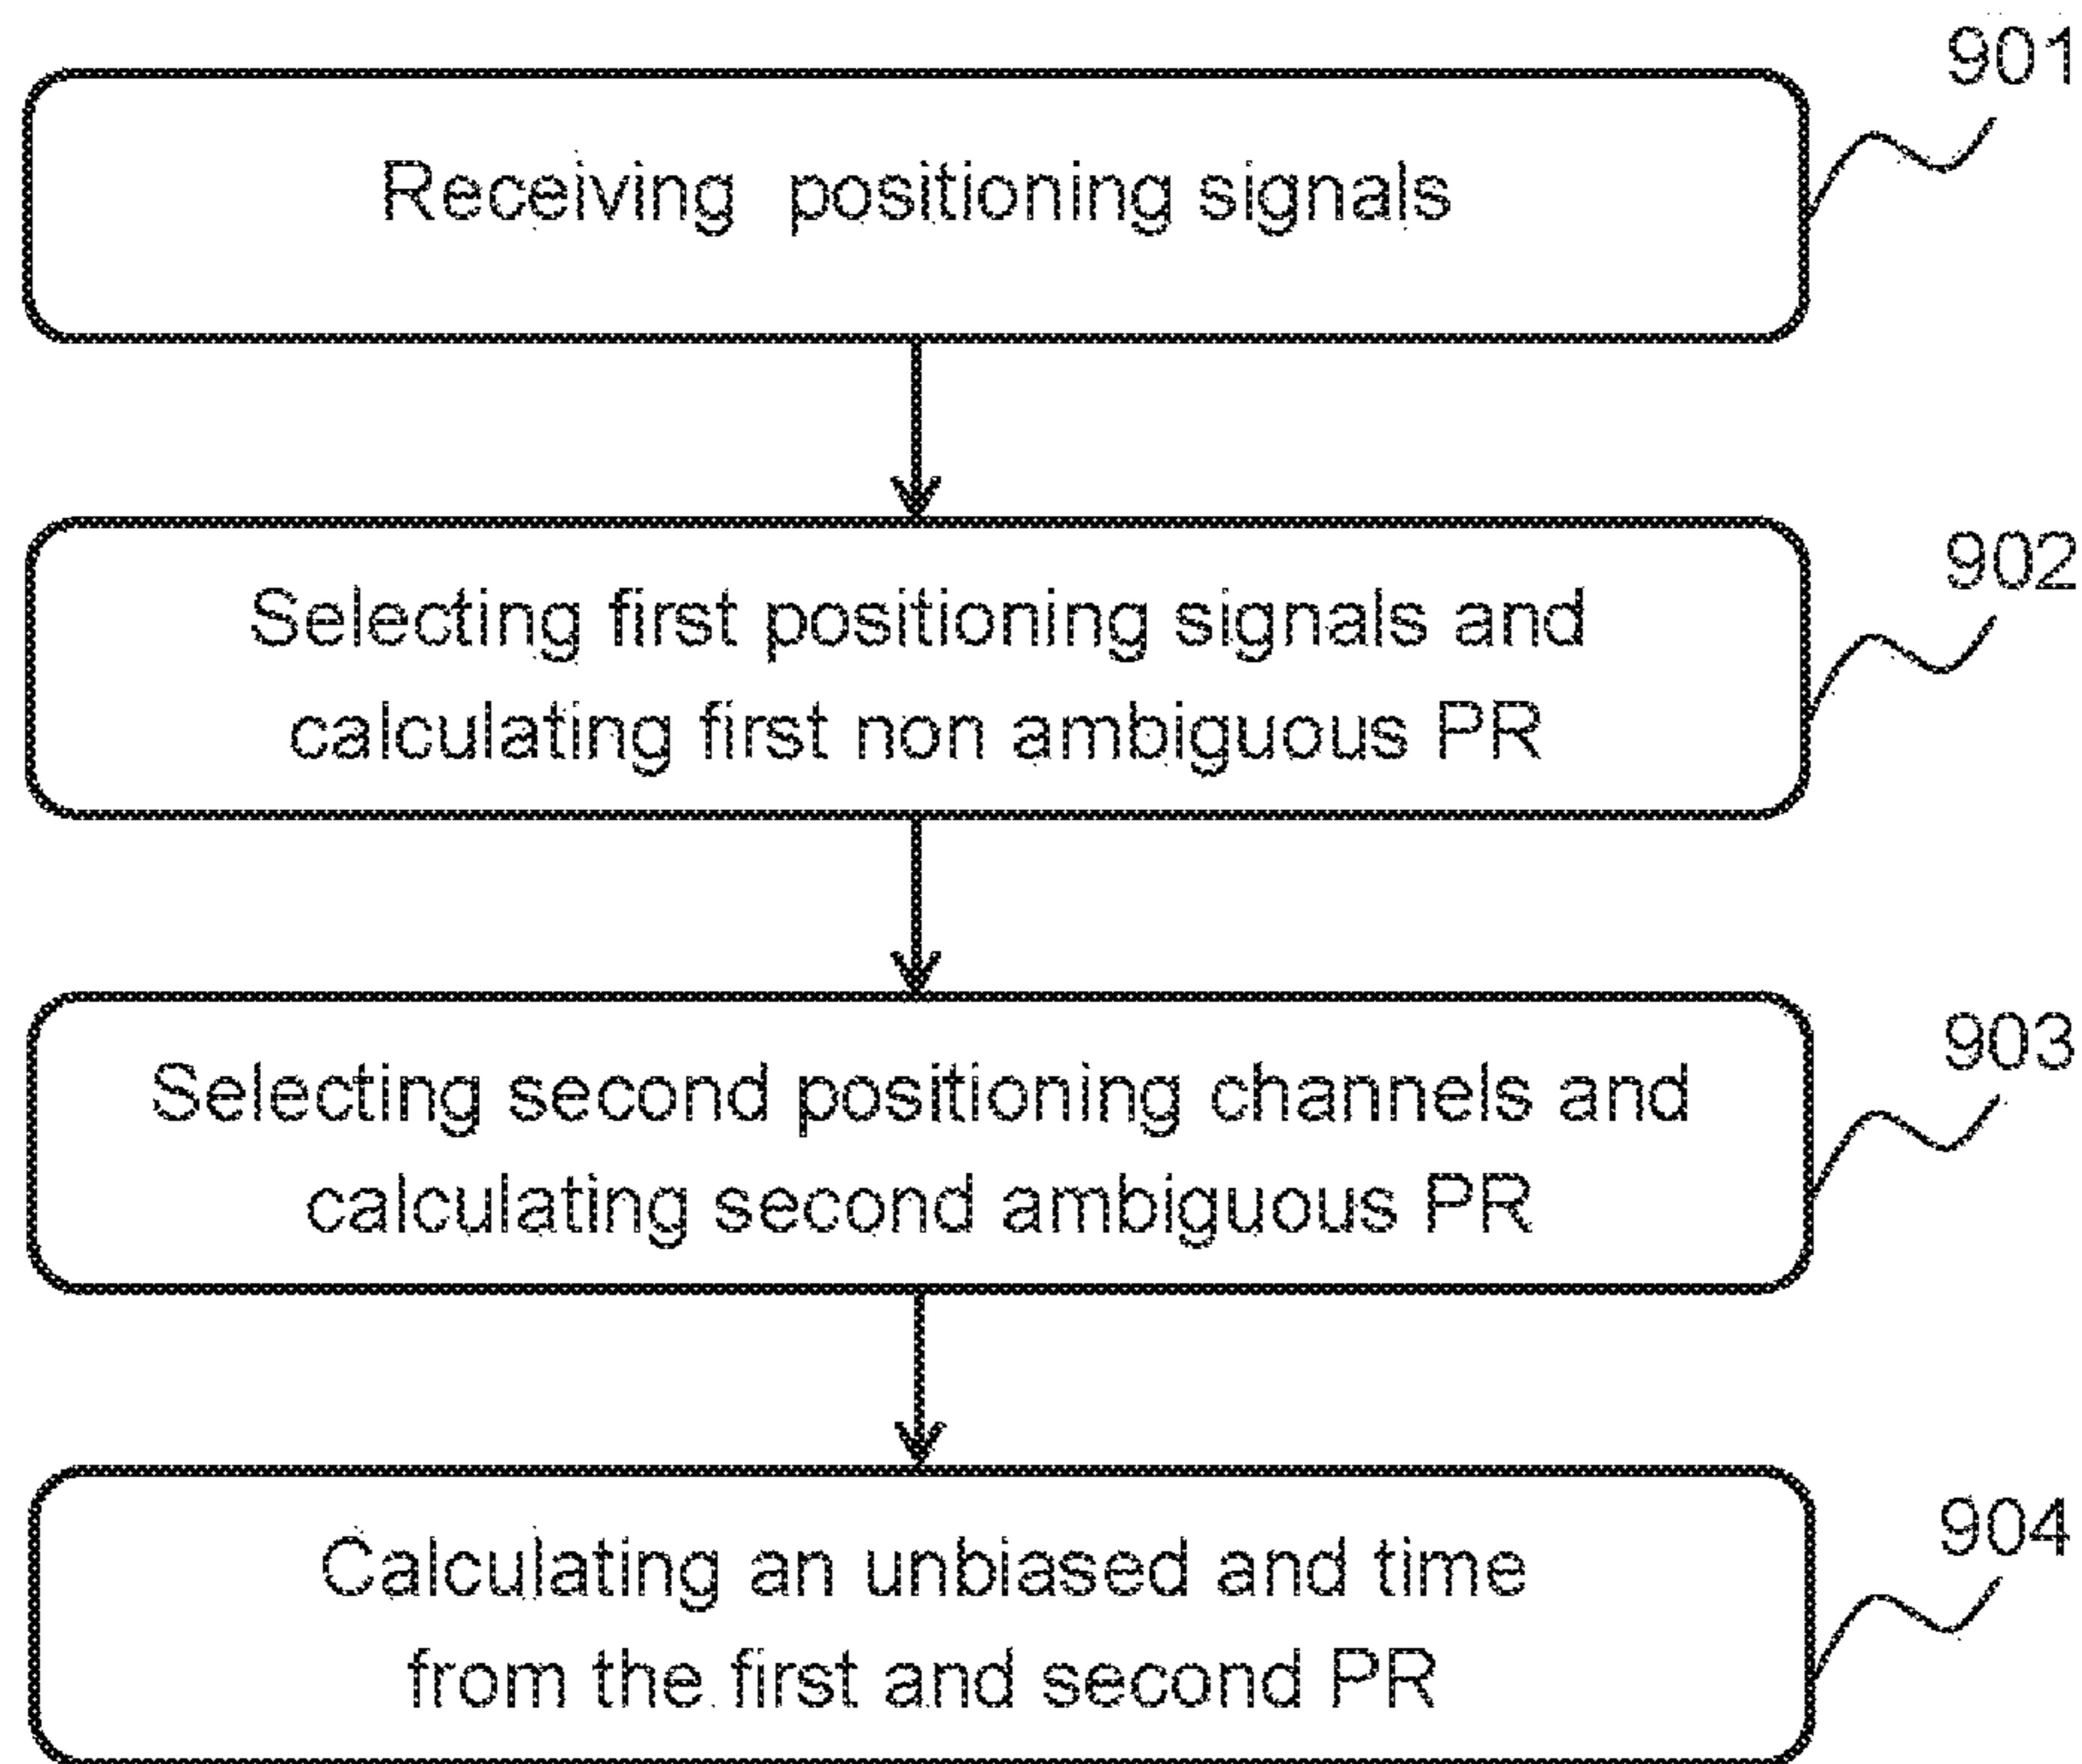 901
Receiving positioning signals
902
Selecting first positioning signals and
calculating first non ambiguous PR
903
Selecting second positioning channels and
calculating second ambiguous PR
904
Calculating an unbiased and time
from the first and second PR